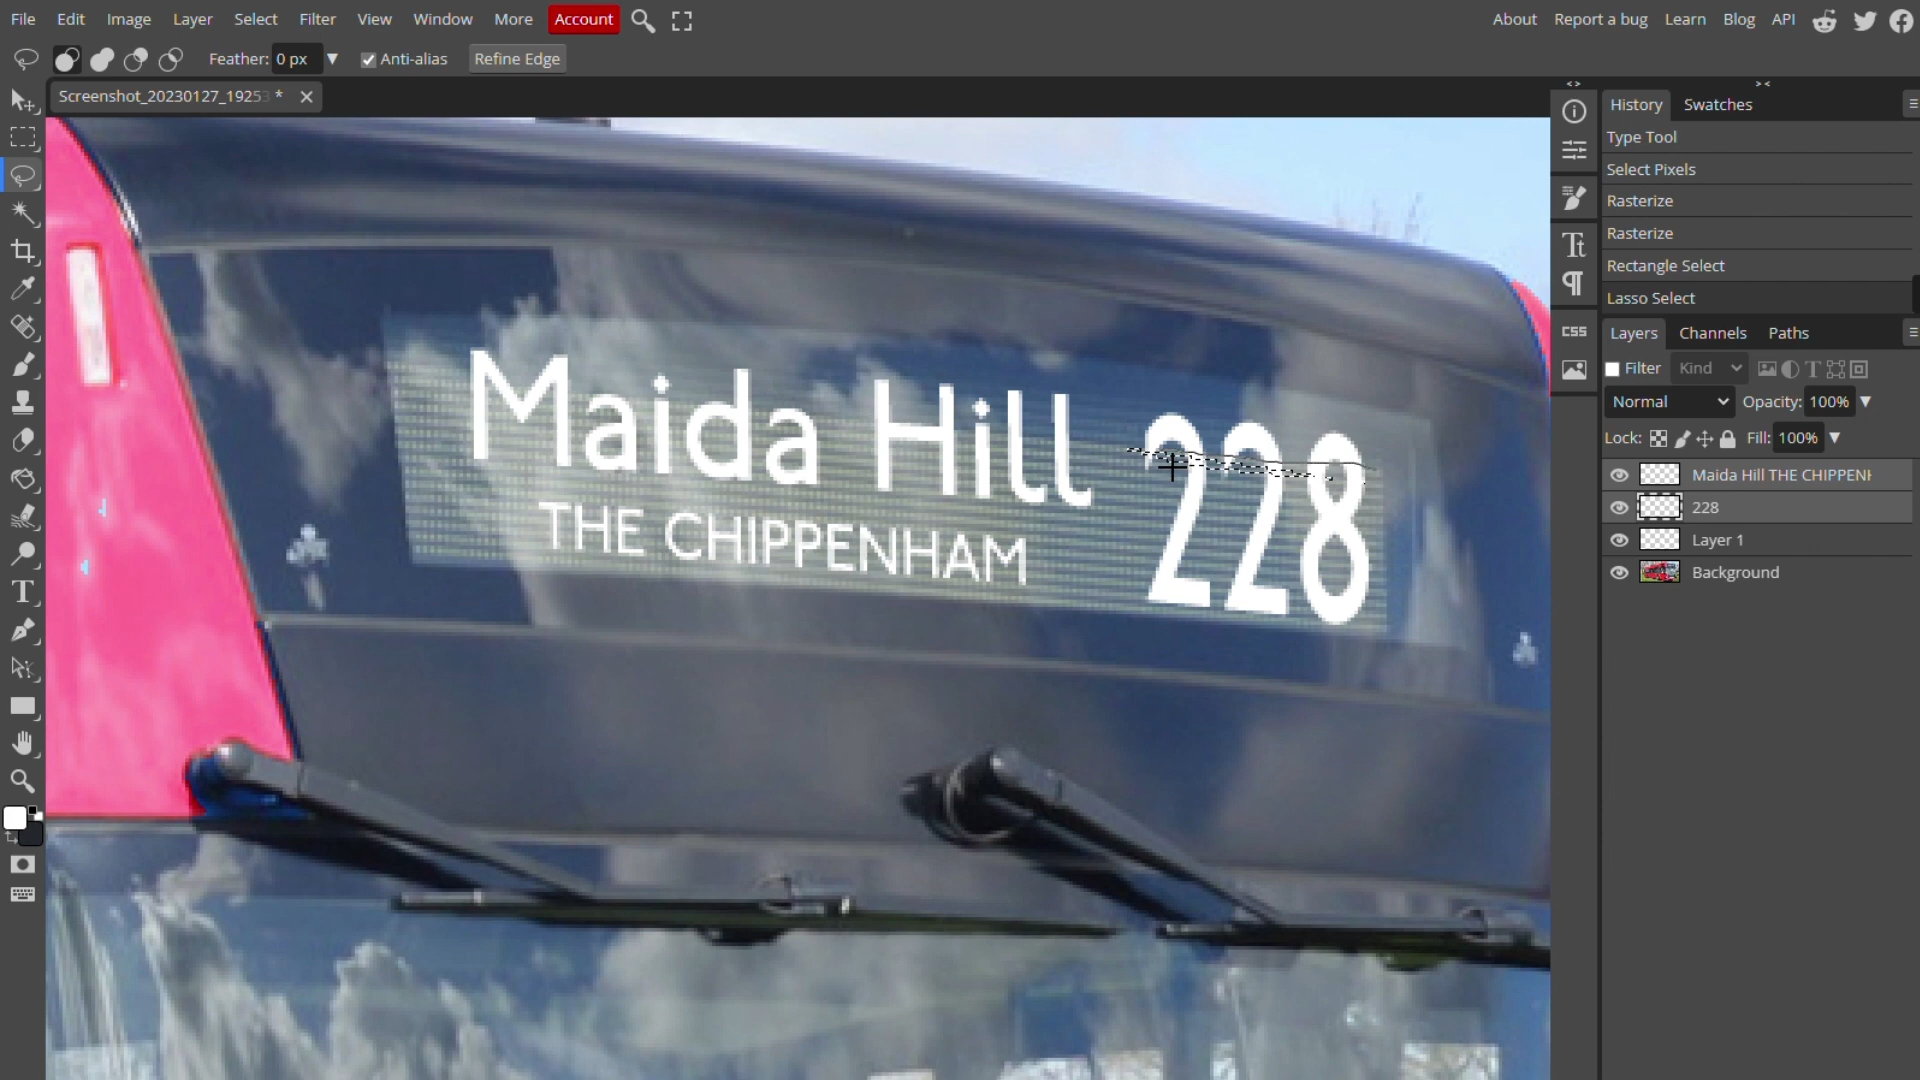 File Edit Image Layer Select Filter View Window More Account About Report a bug Learn Blog API
Feather: 0 px Anti-alias Refine Edge
Screenshot_20230127_19253 *
History Swatches
Type Tool
Select Pixels
Rasterize
Rasterize
Rectangle Select
Lasso Select
Layers Channels Paths
Filter Kind
Normal Opacity: 100%
Lock: Fill: 100%
Maida Hill THE CHIPPENH
228
Layer 1
Background
CSS
Maida Hill 228
THE CHIPPENHAM